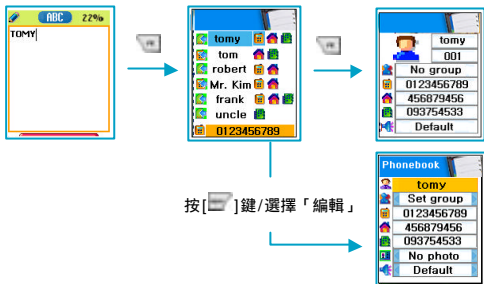 ABC 22%
TOMY
tomy
tom
robert
Mr. Kim
frank
uncle
0123456789
tomy
001
No group
0123456789
456879456
093754533
Default
按[ ]鍵/選擇「編輯」
Phonebook
tomy
Set group
0123456789
456879456
093754533
No photo
Default